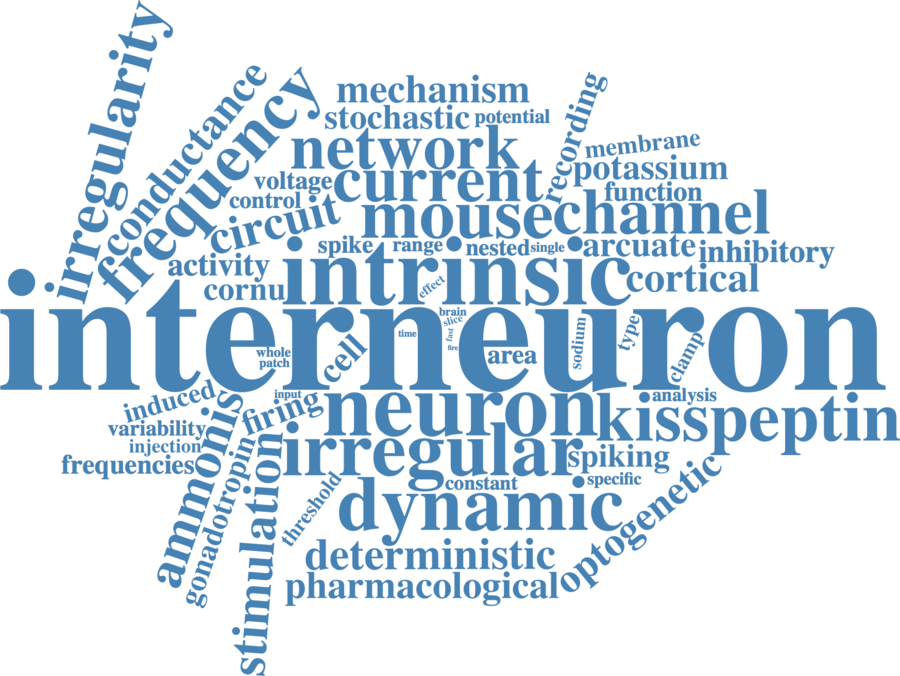 irregularity
conductance
frequency
mechanism
stochastic
potential
recording
membrane
network
potassium
voltage
current
function
control
circuit
mouse
channel
spike
range
nested
single
arcuate
inhibitory
activity
intrinsic
cortical
cornu
effect
interneuron
brain
slice
fast
fire
time
whole
patch
cell
area
sodium
type
clamp
input
analysis
induced
firing
neuron
kisspeptin
variability
injection
irregular
spiking
frequencies
ammonis
gonadotropin
stimulation
threshold
constant
specific
dynamic
optogenetic
deterministic
pharmacological